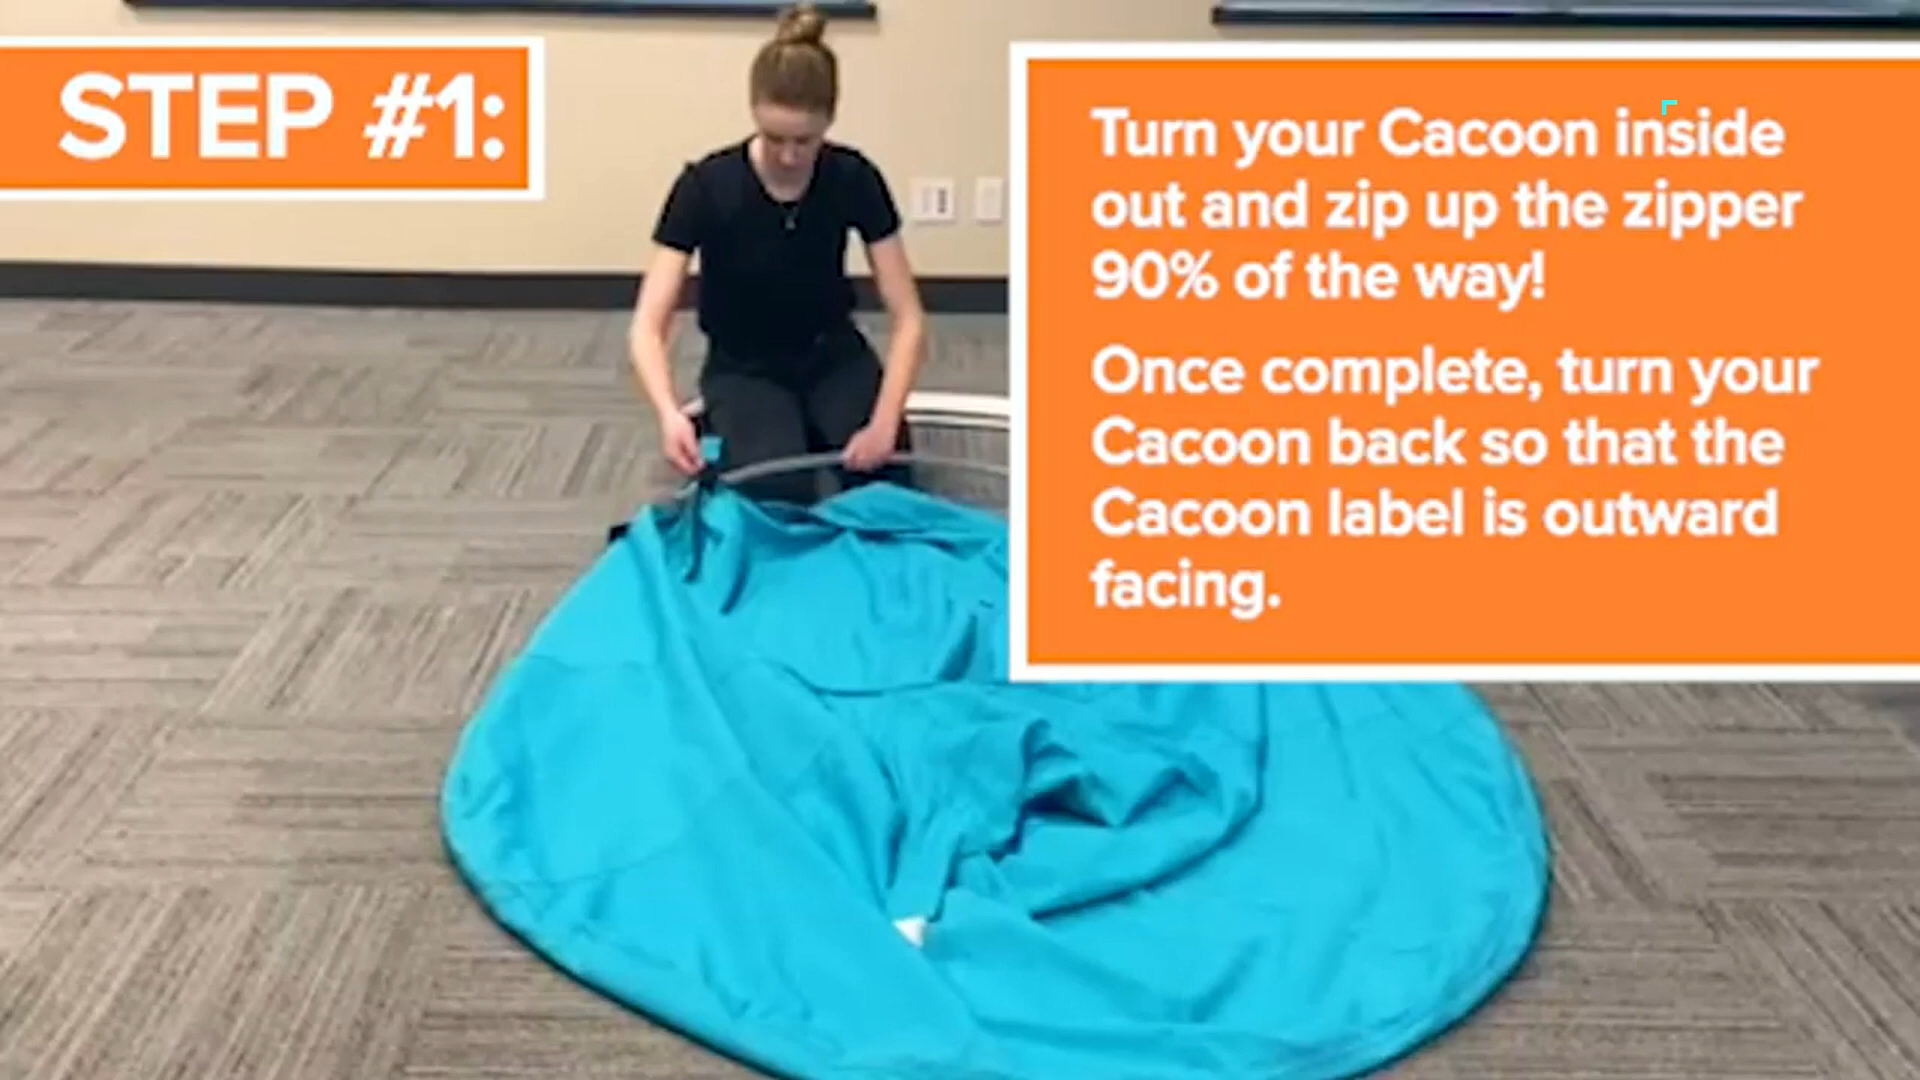 STEP #1:
Turn your Cacoon inside
out and zip up the zipper
90% of the way!
Once complete, turn your
Cacoon back so that the
Cacoon label is outward
facing.